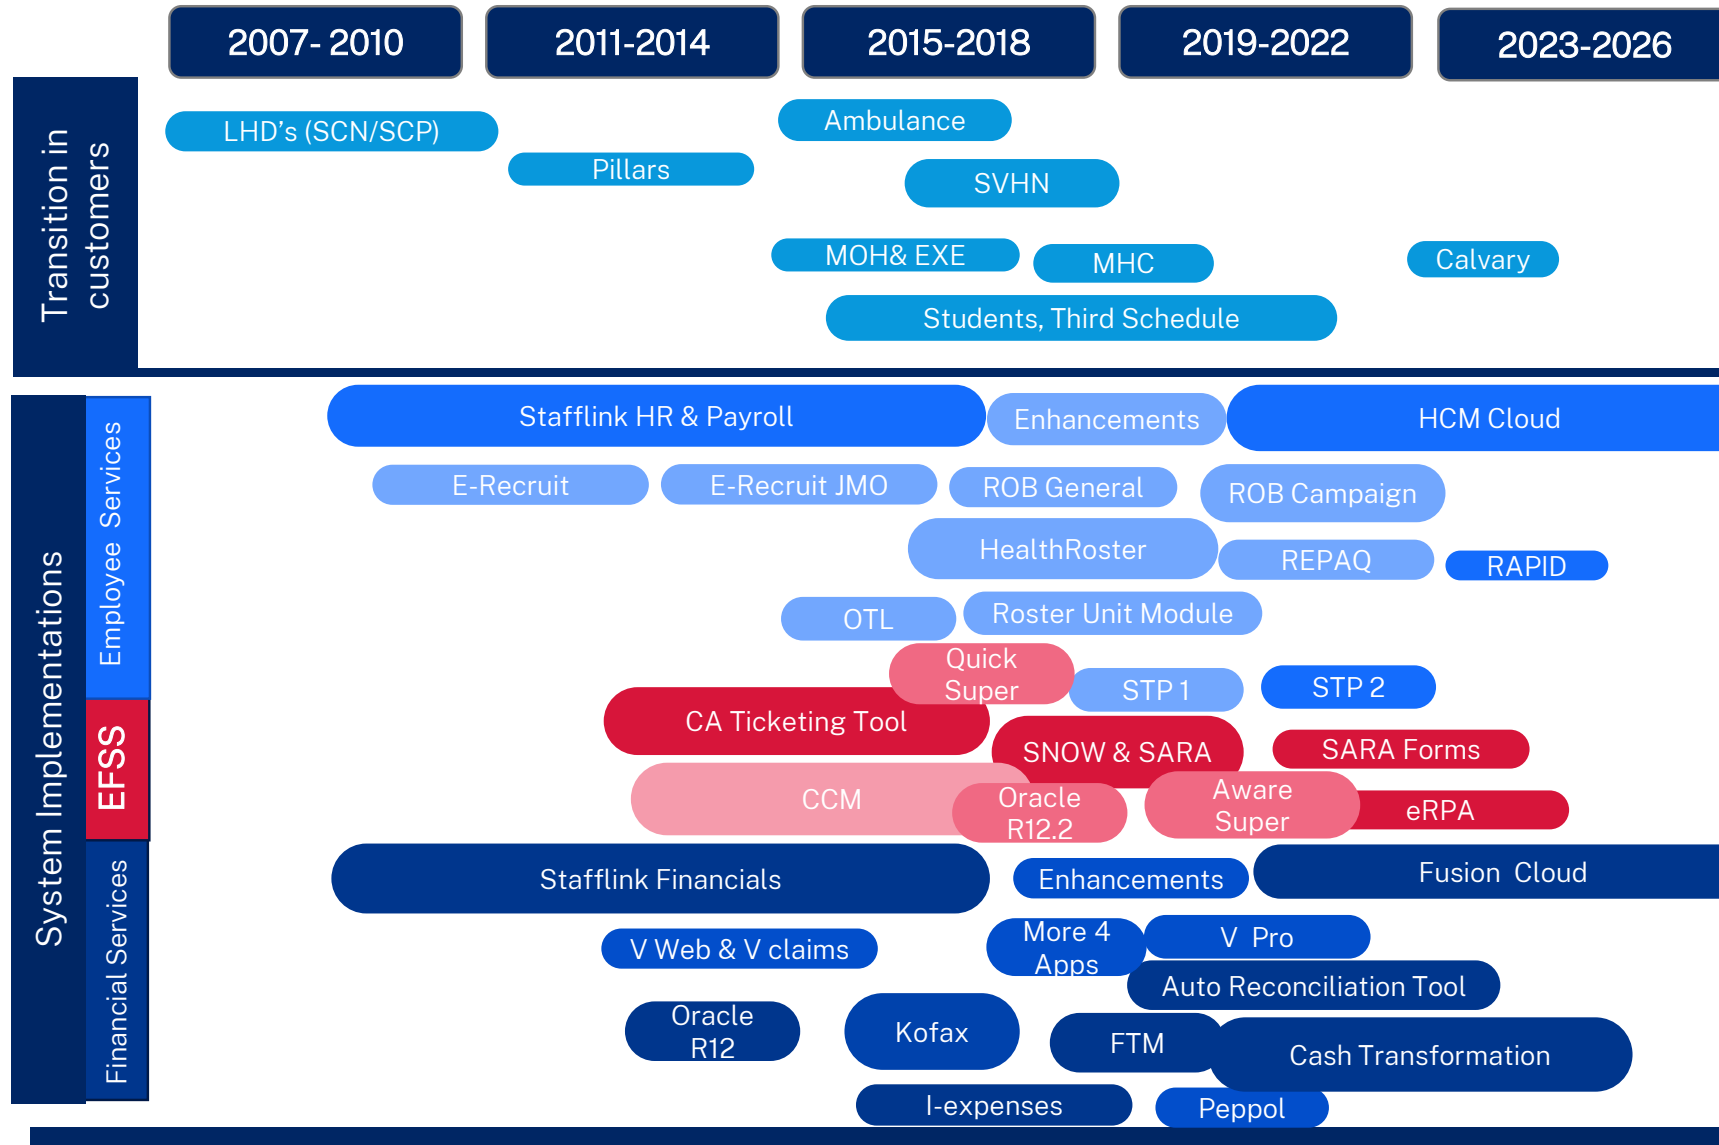 2007- 2010
2011-2014
2015-2018
2019-2022
2023-2026
Transition in
customers
LHD's (SCN/SCP)
Ambulance
Pillars
SVHN
MOH& EXE
MHC
Calvary
Students, Third Schedule
System Implementations
Employee Services
Stafflink HR & Payroll
Enhancements
HCM Cloud
E-Recruit
E-Recruit JMO
ROB General
ROB Campaign
HealthRoster
REPAQ
RAPID
OTL
Roster Unit Module
Quick
Super
STP 1
STP 2
EFSS
CA Ticketing Tool
SNOW & SARA
SARA Forms
CCM
Oracle
R12.2
Aware
Super
eRPA
Financial Services
Stafflink Financials
Enhancements
Fusion Cloud
V Web & V claims
More 4
Apps
V Pro
Auto Reconciliation Tool
Oracle
R12
Kofax
FTM
Cash Transformation
I-expenses
Peppol